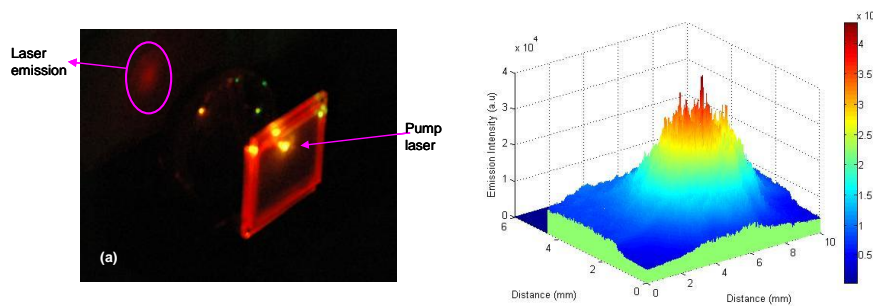 Laser
emission
Pump
laser
(a)
x 10^4
4
3
2
1
0
Emission Intensity (a.u)
6
4
2
0
Distance (mm)
0
2
4
6
8
10
Distance (mm)
x 10
4
3.5
3
2.5
2
1.5
1
0.5